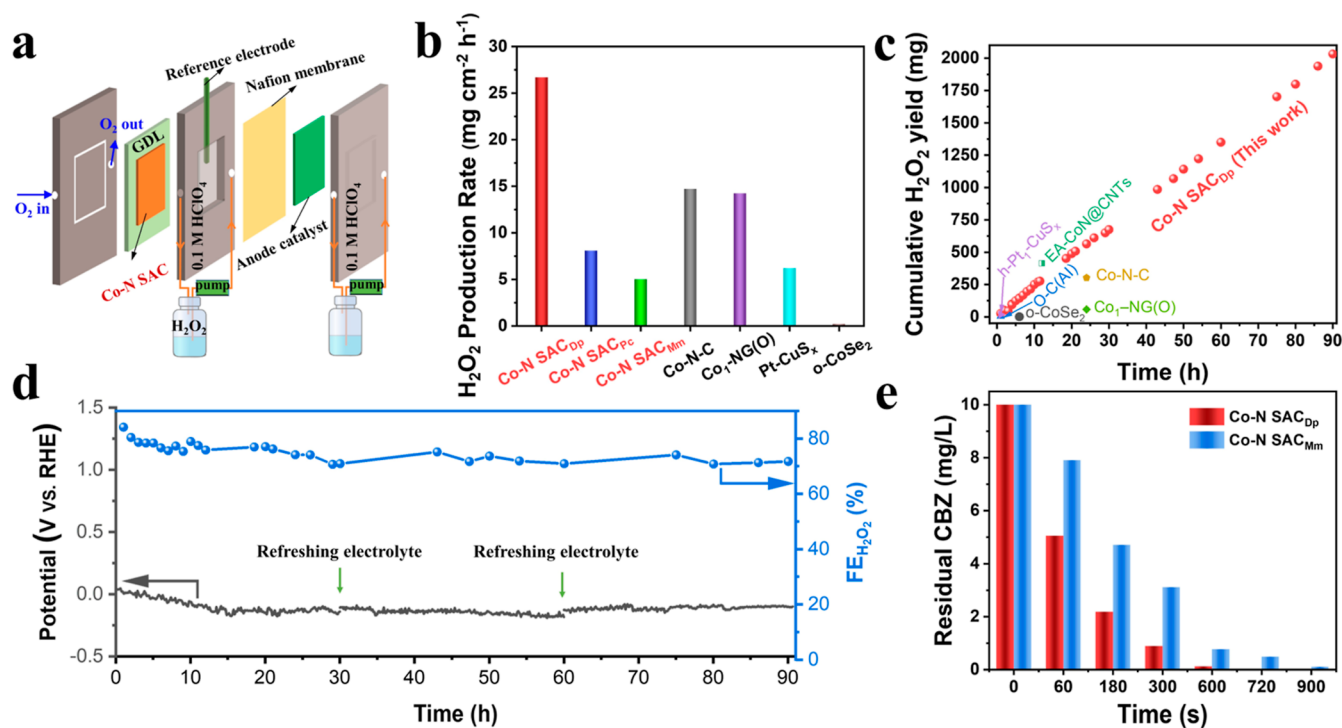 a
Reference electrode
Nafion membrane
O₂ out
GDL
0.1 M HClO₄
O₂ in
Co-N SAC
Anode catalyst
pump
H₂O₂
0.1 M HClO₄
pump
b
H₂O₂ Production Rate (mg cm⁻² h⁻¹)
30
25
20
15
10
5
0
Co-N SAC_Dp
Co-N SAC_Pc
Co-N SAC_Mm
Co-N-C
Co₁-NG(O)
Pt-CuSₓ
o-CoSe₂
c
Cumulative H₂O₂ yield (mg)
2000
1750
1500
1250
1000
750
500
250
0
h-Pt₁-CuSₓ
EA-CoN@CNTs
O-C(Al)
Co-N-C
o-CoSe₂
Co₁–NG(O)
Co-N SAC_Dp (This work)
0 10 20 30 40 50 60 70 80 90
Time (h)
d
Potential (V vs. RHE)
1.5
1.0
0.5
0.0
-0.5
Refreshing electrolyte
Refreshing electrolyte
80
60
40
20
0
FE_H₂O₂ (%)
0 10 20 30 40 50 60 70 80 90
Time (h)
e
Residual CBZ (mg/L)
10
8
6
4
2
0
Co-N SAC_Dp
Co-N SAC_Mm
0 60 180 300 600 720 900
Time (s)